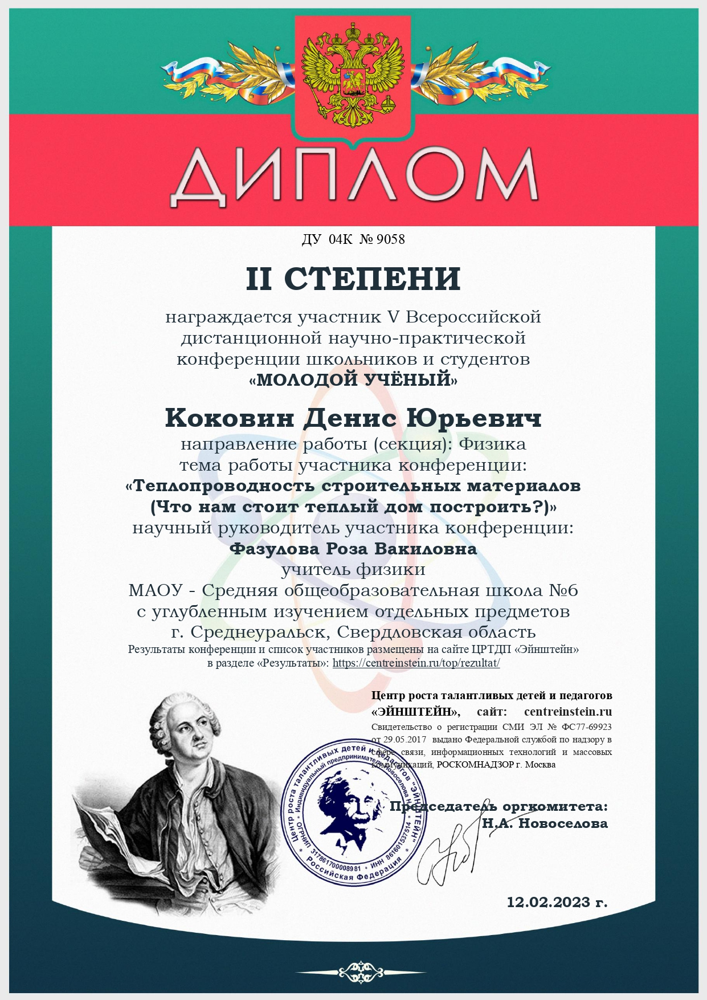 ДИПЛОМ
ДУ 04К № 9058
II СТЕПЕНИ
награждается участник V Всероссийской
дистанционной научно-практической
конференции школьников и студентов
«МОЛОДОЙ УЧЁНЫЙ»
Коковин Денис Юрьевич
направление работы (секция): Физика
тема работы участника конференции:
«Теплопроводность строительных материалов
(Что нам стоит теплый дом построить?)»
научный руководитель участника конференции:
Фазулова Роза Вакиловна
учитель физики
МАОУ - Средняя общеобразовательная школа №6
с углубленным изучением отдельных предметов
г. Среднеуральск, Свердловская область
Результаты конференции и список участников размещены на сайте ЦРТДП «Эйнштейн»
в разделе «Результаты»: https://centreinstein.ru/top/rezultat/
Центр роста талантливых детей и педагогов
«ЭЙНШТЕЙН», сайт: centreinstein.ru
Свидетельство о регистрации СМИ ЭЛ № ФС77-69923
от 29.05.2017 выдано Федеральной службой по надзору в
сфере связи, информационных технологий и массовых
коммуникаций, РОСКОМНАДЗОР г. Москва
Центр роста талантливых детей и педагогов "ЭЙНШТЕЙН"
* Российская Федерация *
Индивидуальный предприниматель Новоселова Н.А.
* ОГРНИП 317861700008981 * ИНН 861601537514 *
Председатель оргкомитета:
Н.А. Новоселова
12.02.2023 г.